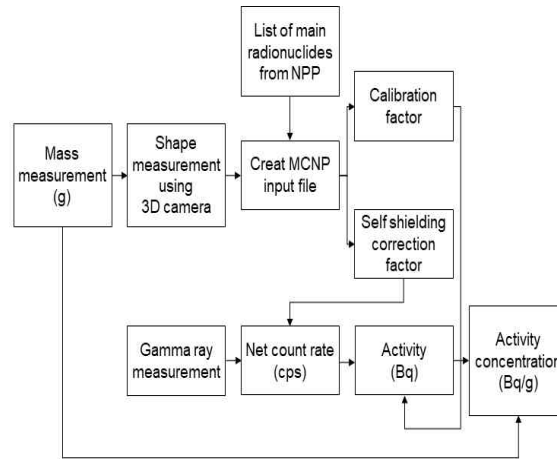 List of main
radionuclides
from NPP
Calibration
factor
Mass
measurement
(g)
Shape
measurement
using
3D camera
Creat MCNP
input file
Self shielding
correction
factor
Gamma ray
measurement
Net count rate
(cps)
Activity
(Bq)
Activity
concentration
(Bq/g)